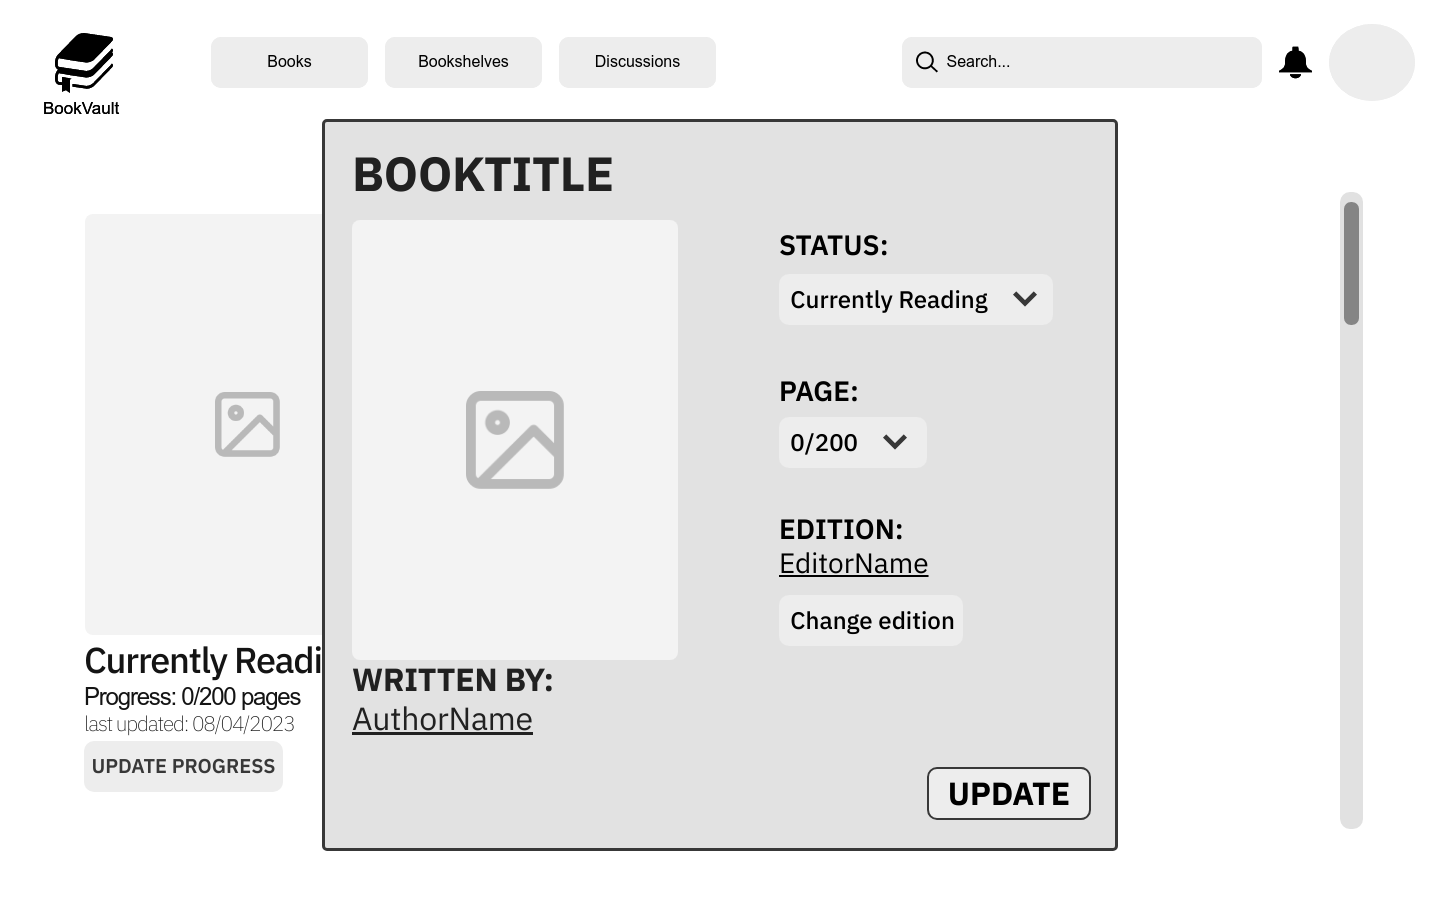 BookVault
Books
Bookshelves
Discussions
Search...
BOOKTITLE
STATUS:
Currently Reading
PAGE:
0/200
EDITION:
EditorName
Change edition
WRITTEN BY:
AuthorName
UPDATE
Currently Readi
Progress: 0/200 pages
last updated: 08/04/2023
UPDATE PROGRESS